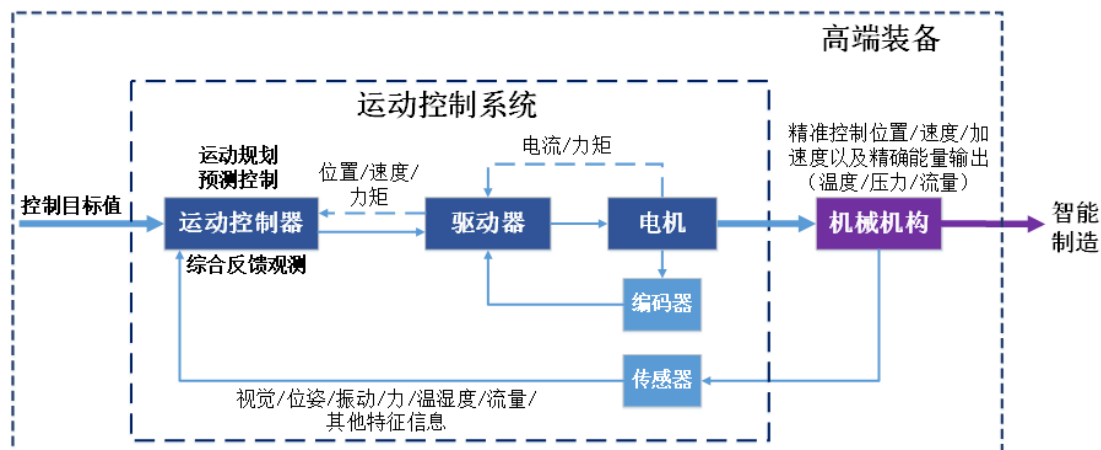 高端装备
运动控制系统
精准控制位置/速度/加
速度以及精确能量输出
（温度/压力/流量）
电流/力矩
运动规划
预测控制
位置/速度/
力矩
控制目标值
运动控制器
驱动器
电机
机械机构
智能
制造
综合反馈观测
编码器
传感器
视觉/位姿/振动/力/温湿度/流量/
其他特征信息